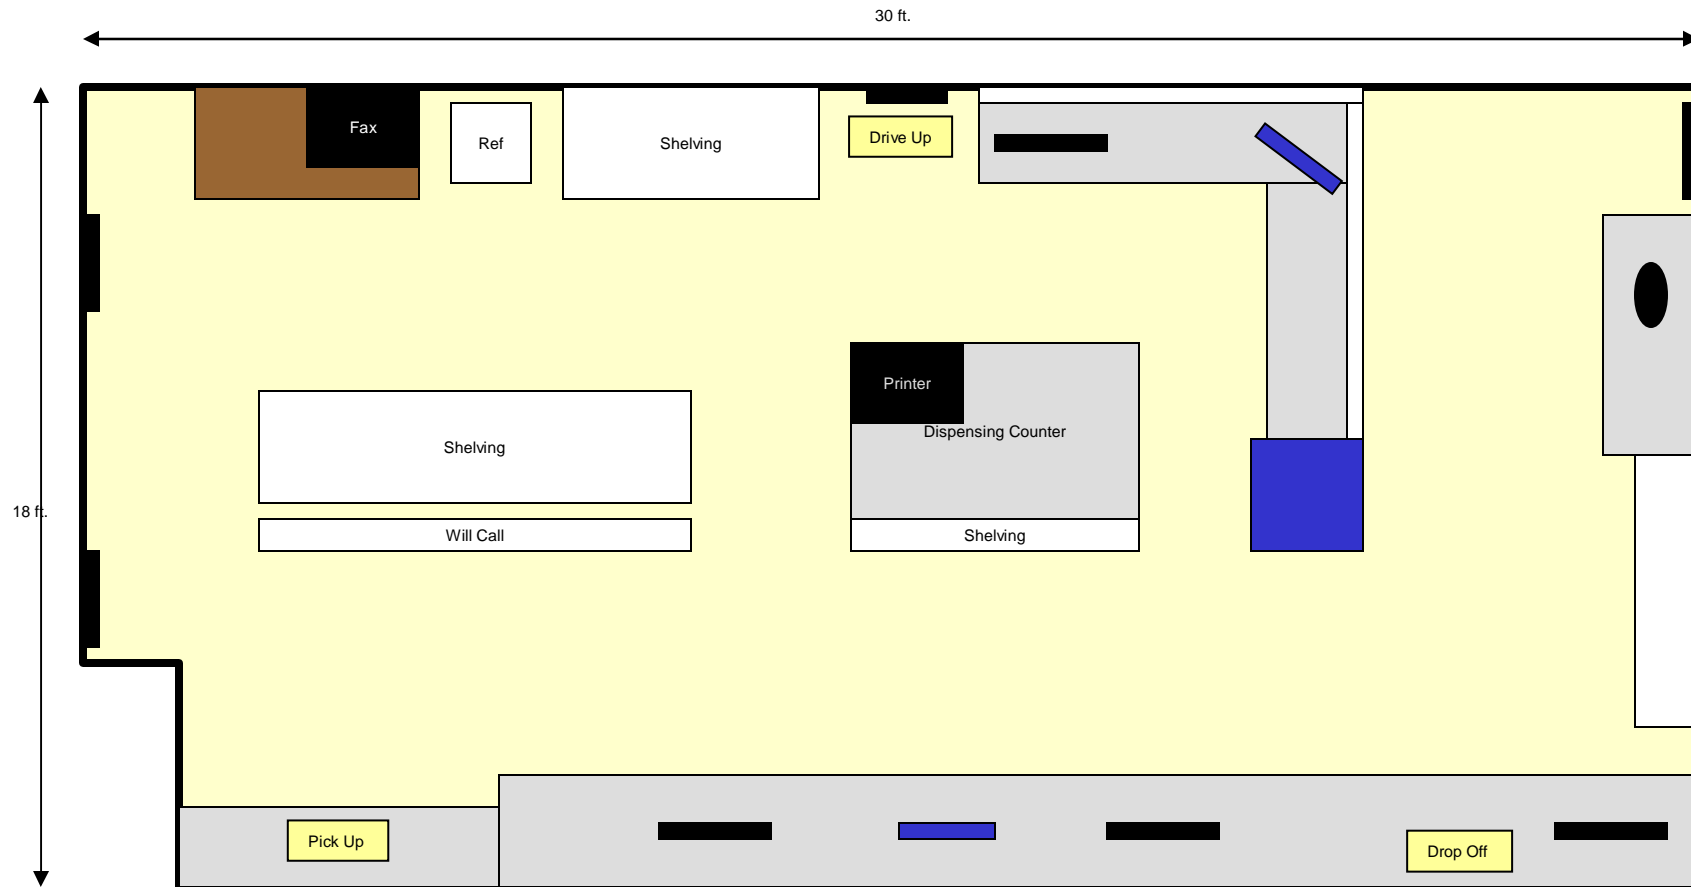 30 ft.
Fax
Ref
Shelving
Drive Up
Printer
Dispensing Counter
Shelving
18 ft.
Will Call
Shelving
Pick Up
Drop Off